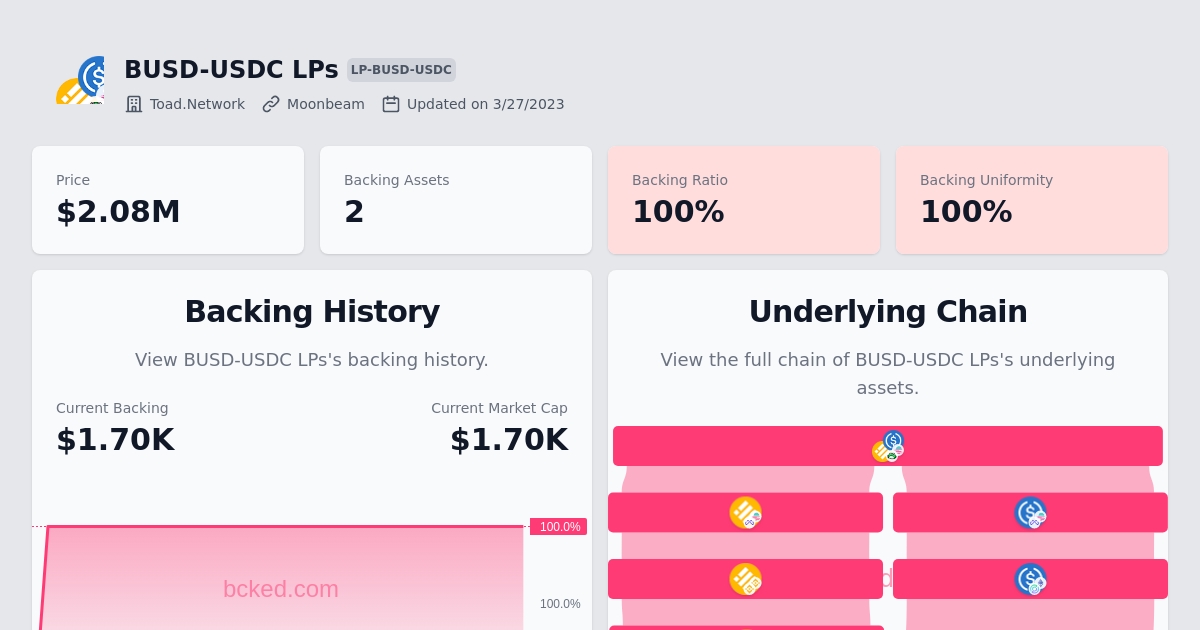 BUSD-USDC LPs LP-BUSD-USDC
Toad.Network Moonbeam Updated on 3/27/2023
Price
$2.08M
Backing Assets
2
Backing Ratio
100%
Backing Uniformity
100%
Backing History
View BUSD-USDC LPs's backing history.
Current Backing
$1.70K
Current Market Cap
$1.70K
100.0%
bcked.com
100.0%
Underlying Chain
View the full chain of BUSD-USDC LPs's underlying
assets.